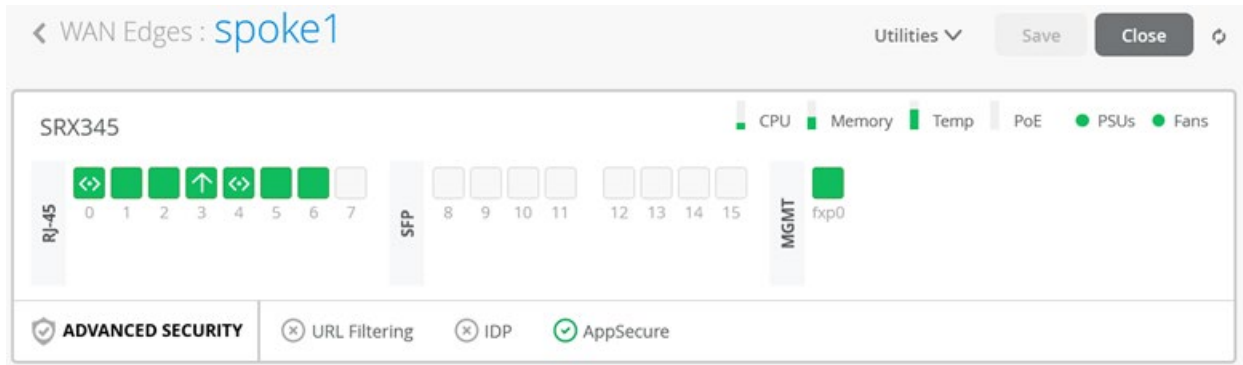 WAN Edges : spoke1
Utilities Save Close
SRX345
CPU Memory Temp PoE PSUs Fans
RJ-45
0 1 2 3 4 5 6 7
SFP
8 9 10 11 12 13 14 15
MGMT
fxp0
ADVANCED SECURITY URL Filtering IDP AppSecure